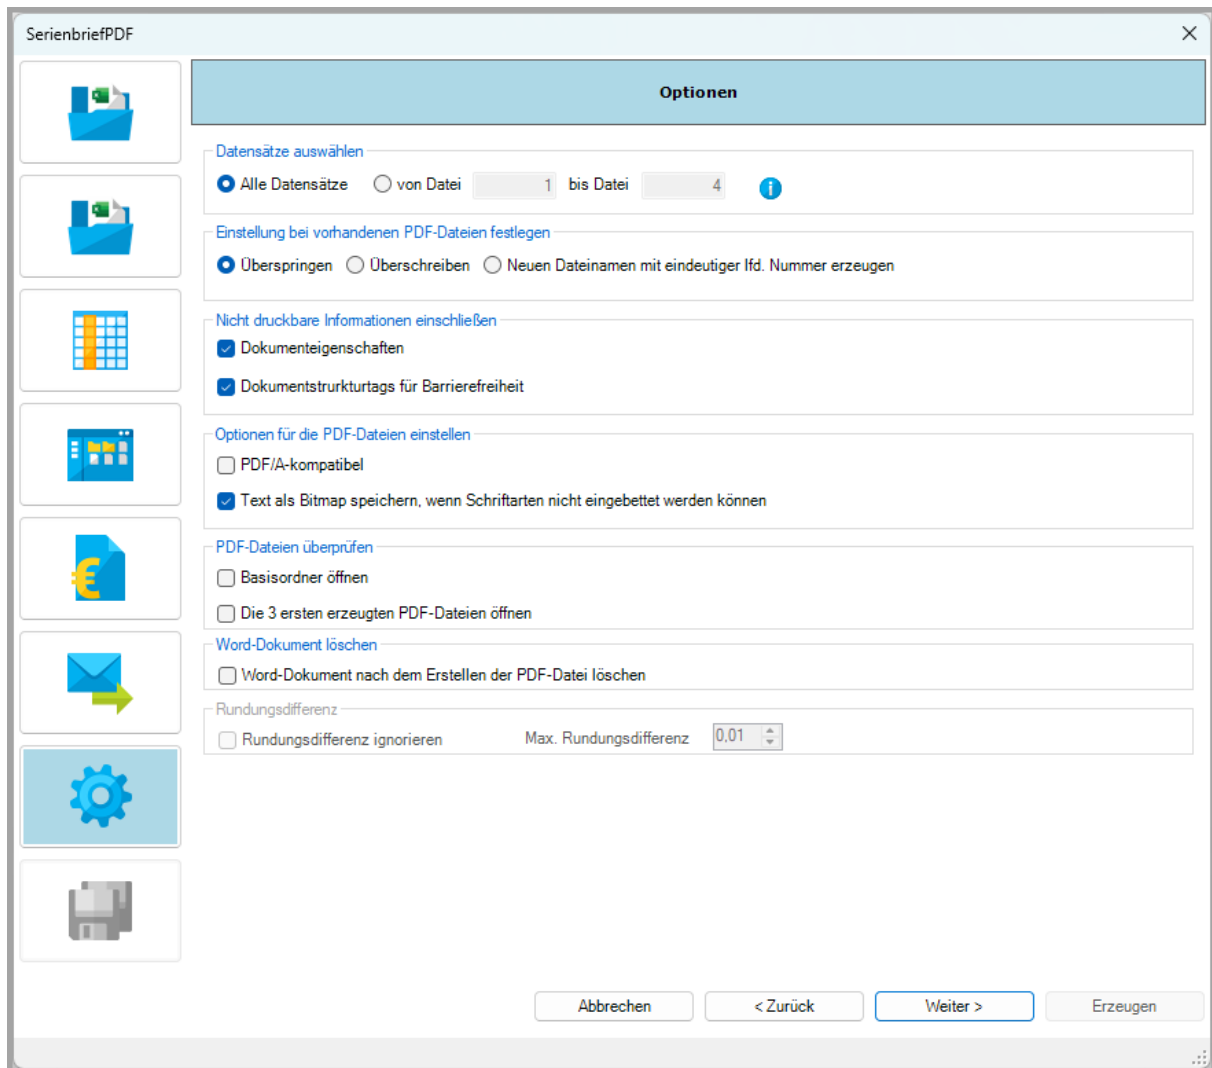 SerienbriefPDF
Optionen
Datensätze auswählen
Alle Datensätze von Datei 1 bis Datei 4
Einstellung bei vorhandenen PDF-Dateien festlegen
Überspringen Überschreiben Neuen Dateinamen mit eindeutiger lfd. Nummer erzeugen
Nicht druckbare Informationen einschließen
Dokumenteigenschaften
Dokumentstrurkturtags für Barrierefreiheit
Optionen für die PDF-Dateien einstellen
PDF/A-kompatibel
Text als Bitmap speichern, wenn Schriftarten nicht eingebettet werden können
PDF-Dateien überprüfen
Basisordner öffnen
Die 3 ersten erzeugten PDF-Dateien öffnen
Word-Dokument löschen
Word-Dokument nach dem Erstellen der PDF-Datei löschen
Rundungsdifferenz
Rundungsdifferenz ignorieren Max. Rundungsdifferenz 0,01
Abbrechen < Zurück Weiter > Erzeugen